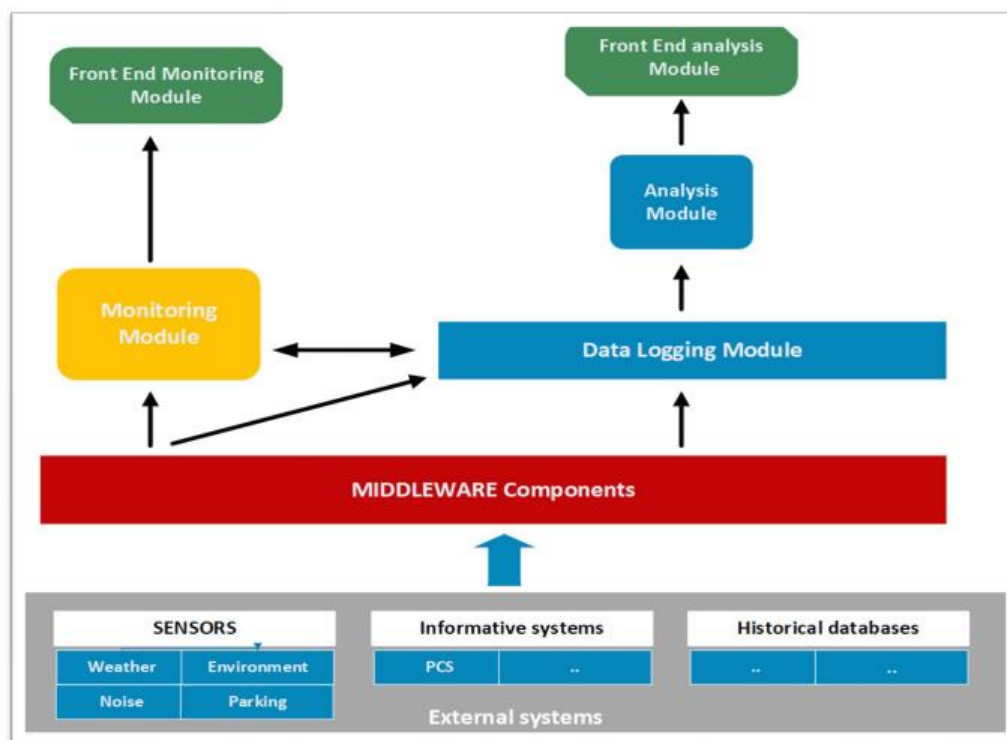 Front End Monitoring
Module
Front End analysis
Module
Analysis
Module
Monitoring
Module
Data Logging Module
MIDDLEWARE Components
SENSORS
Weather
Environment
Noise
Parking
Informative systems
PCS
..
Historical databases
..
..
External systems